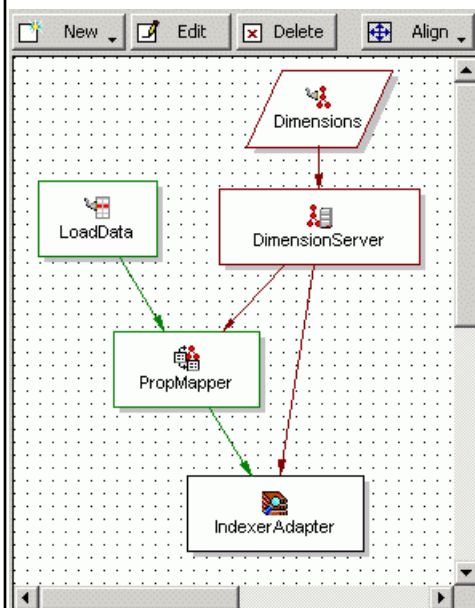 New Edit Delete Align
Dimensions
LoadData
DimensionServer
PropMapper
IndexerAdapter